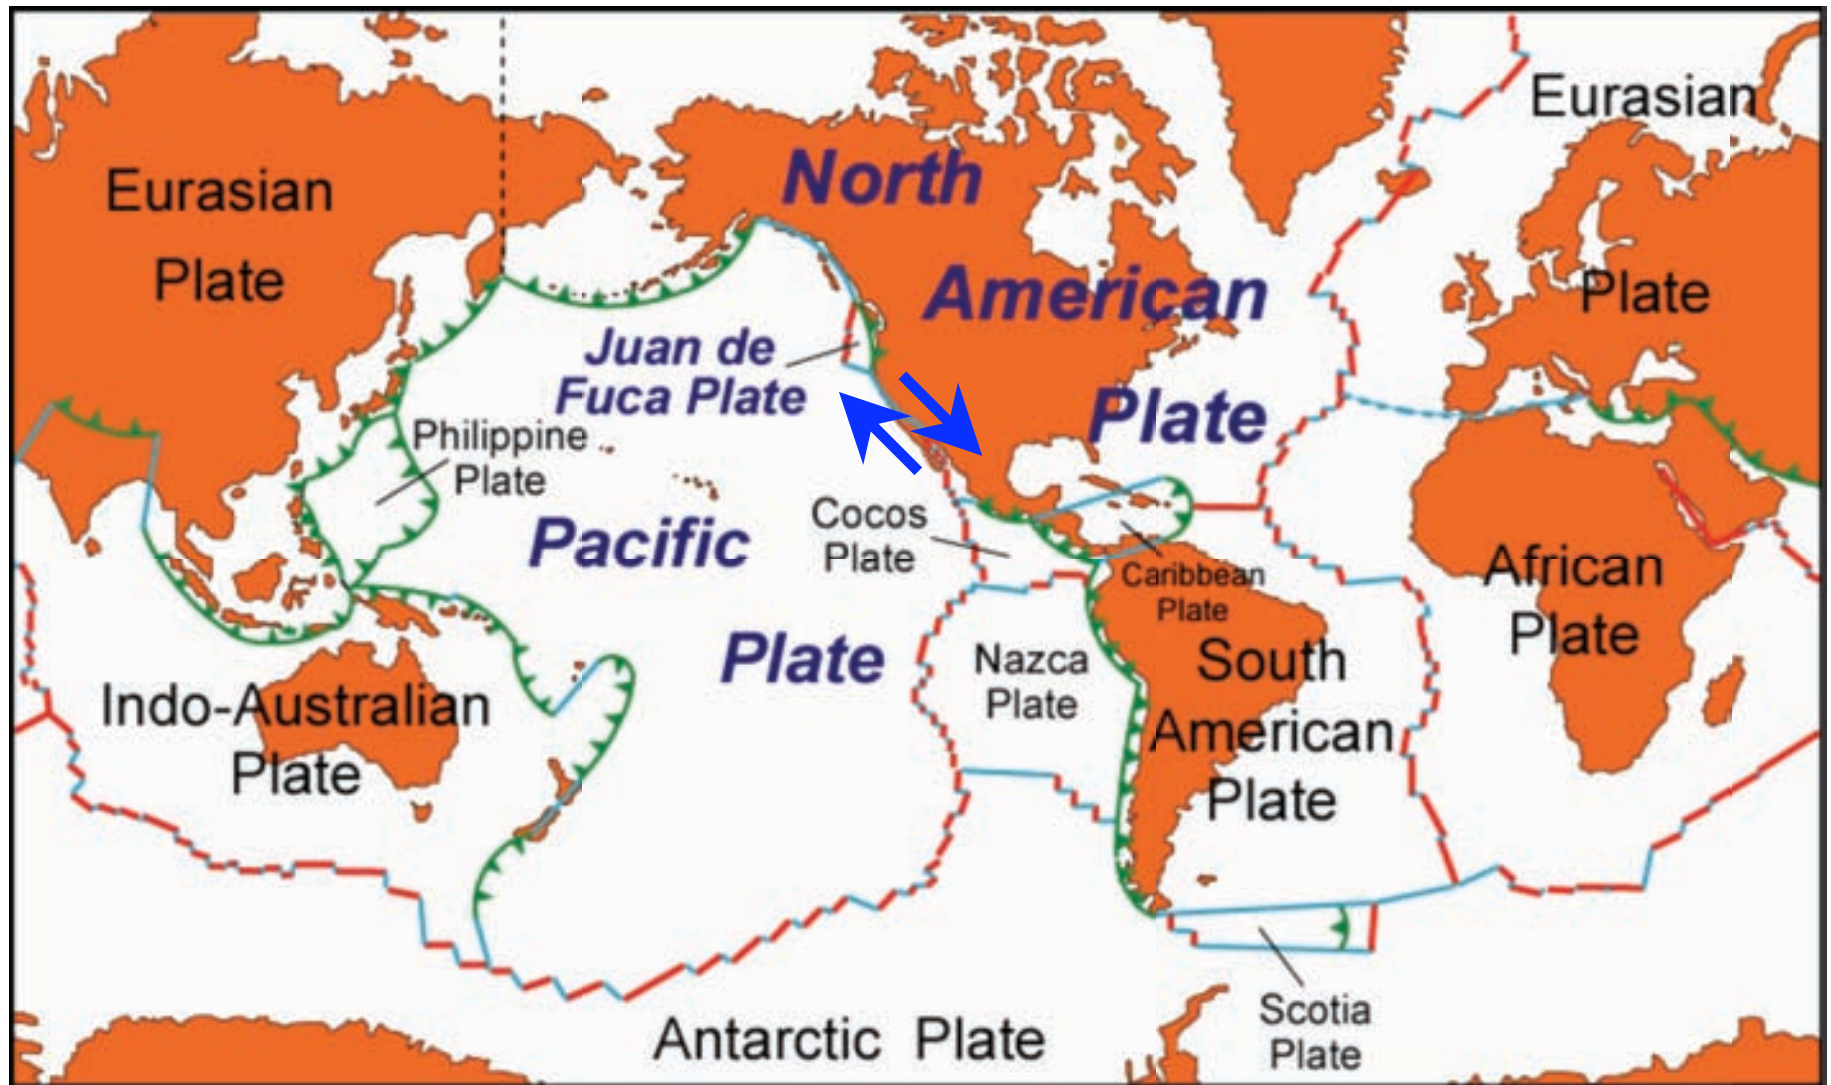 Eurasian
Plate
North
American
Plate
Eurasian
Plate
Juan de
Fuca Plate
Philippine
Plate
Pacific
Plate
Cocos
Plate
Caribbean
Plate
African
Plate
Indo-Australian
Plate
Nazca
Plate
South
American
Plate
Antarctic Plate
Scotia
Plate